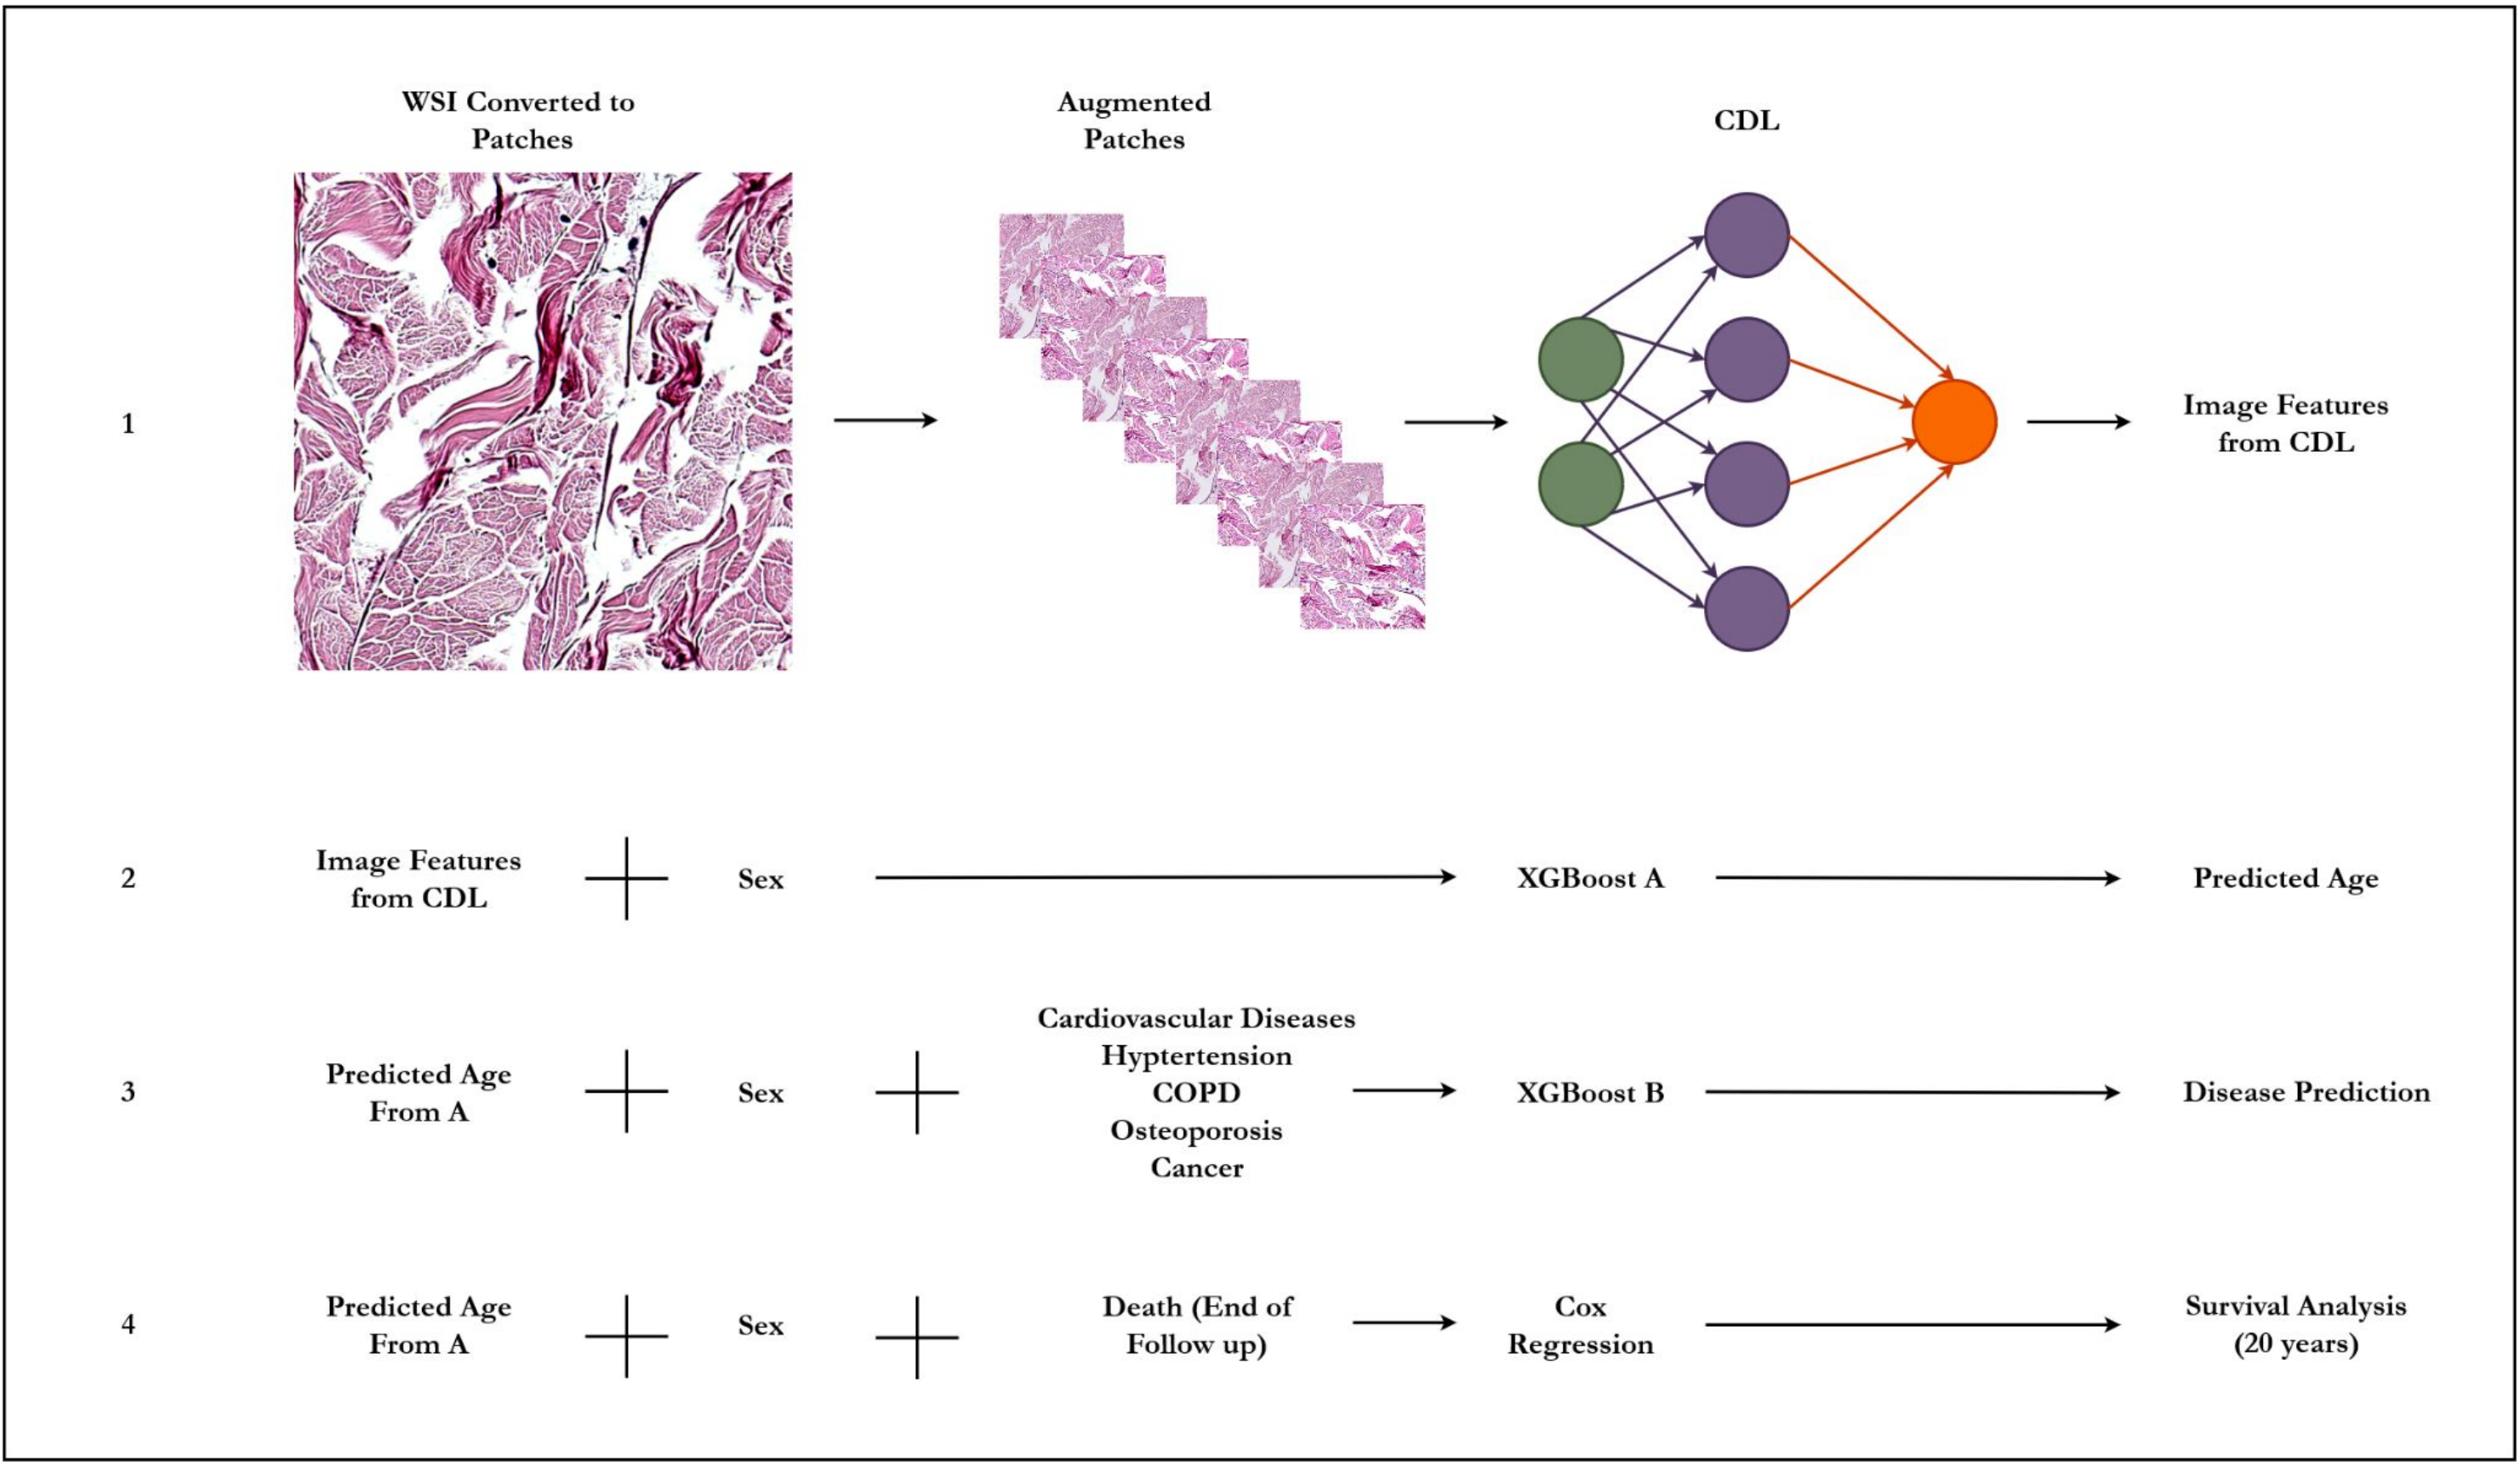 WSI Converted to
Patches
Augmented
Patches
CDL
1
Image Features
from CDL
2
Image Features
from CDL
Sex
XGBoost A
Predicted Age
3
Predicted Age
From A
Sex
Cardiovascular Diseases
Hyptertension
COPD
Osteoporosis
Cancer
XGBoost B
Disease Prediction
4
Predicted Age
From A
Sex
Death (End of
Follow up)
Cox
Regression
Survival Analysis
(20 years)